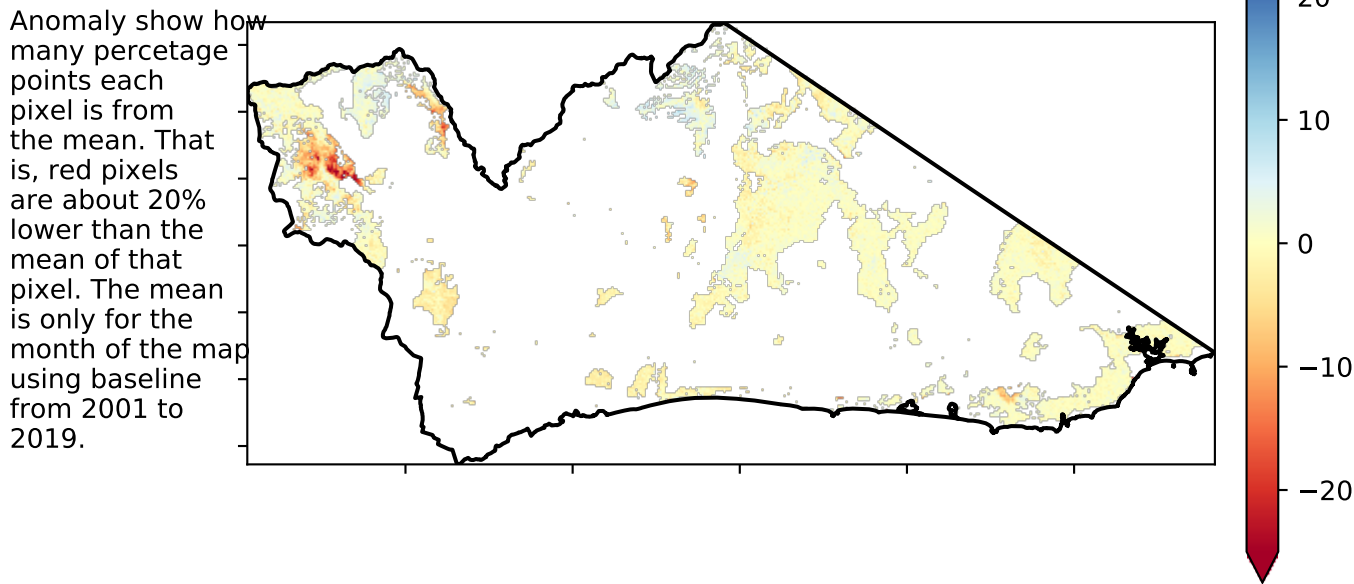 Anomaly show how
many percetage
points each
pixel is from
the mean. That
is, red pixels
are about 20%
lower than the
mean of that
pixel. The mean
is only for the
month of the map
using baseline
from 2001 to
2019.
20
10
0
−10
−20